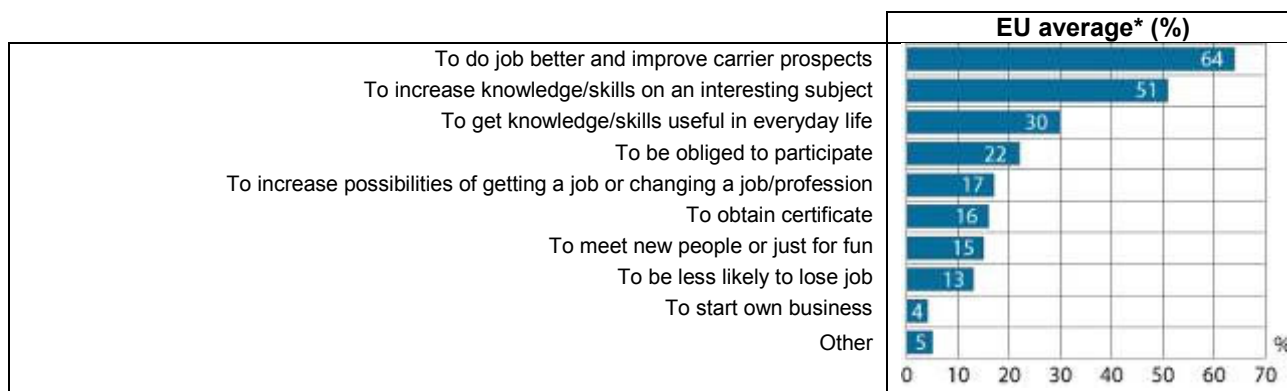 EU average* (%)
To do job better and improve carrier prospects 64
To increase knowledge/skills on an interesting subject 51
To get knowledge/skills useful in everyday life 30
To be obliged to participate 22
To increase possibilities of getting a job or changing a job/profession 17
To obtain certificate 16
To meet new people or just for fun 15
To be less likely to lose job 13
To start own business 4
Other 5 %
0 10 20 30 40 50 60 70